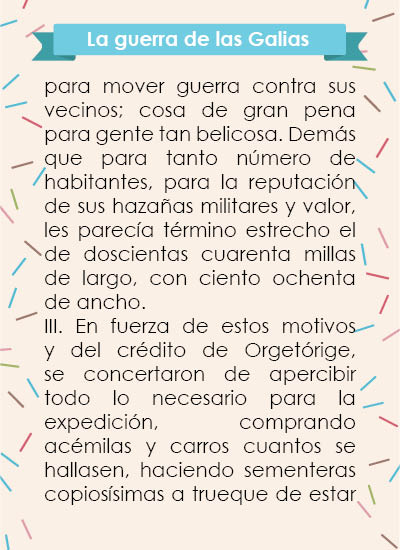 La guerra de las Galias
para mover guerra contra sus
vecinos; cosa de gran pena
para gente tan belicosa. Demás
que para tanto número de
habitantes, para la reputación
de sus hazañas militares y valor,
les parecía término estrecho el
de doscientas cuarenta millas
de largo, con ciento ochenta
de ancho.
III. En fuerza de estos motivos
y del crédito de Orgetórige,
se concertaron de apercibir
todo lo necesario para la
expedición, comprando
acémilas y carros cuantos se
hallasen, haciendo sementeras
copiosísimas a trueque de estar